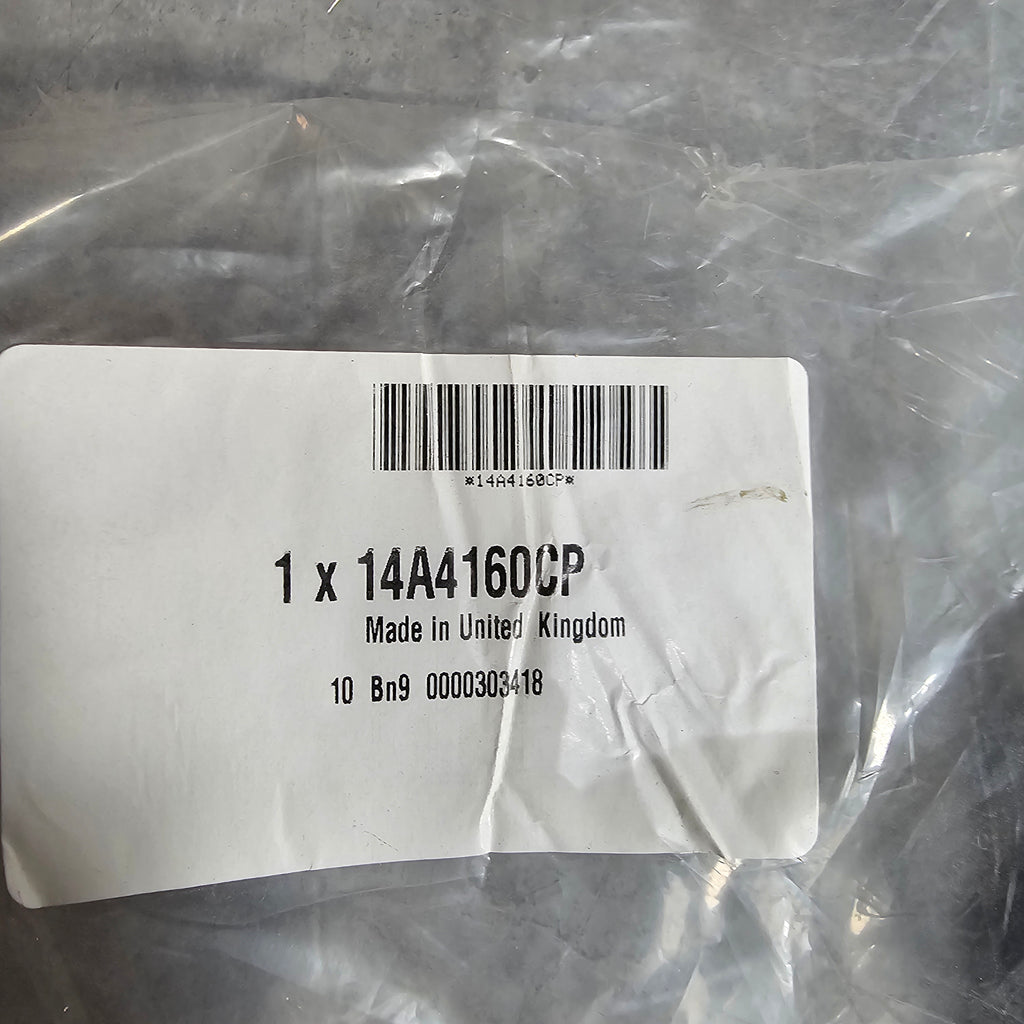 *14A4160CP*
1 x 14A4160CP
Made in United Kingdom
10 Bn9 0000303418